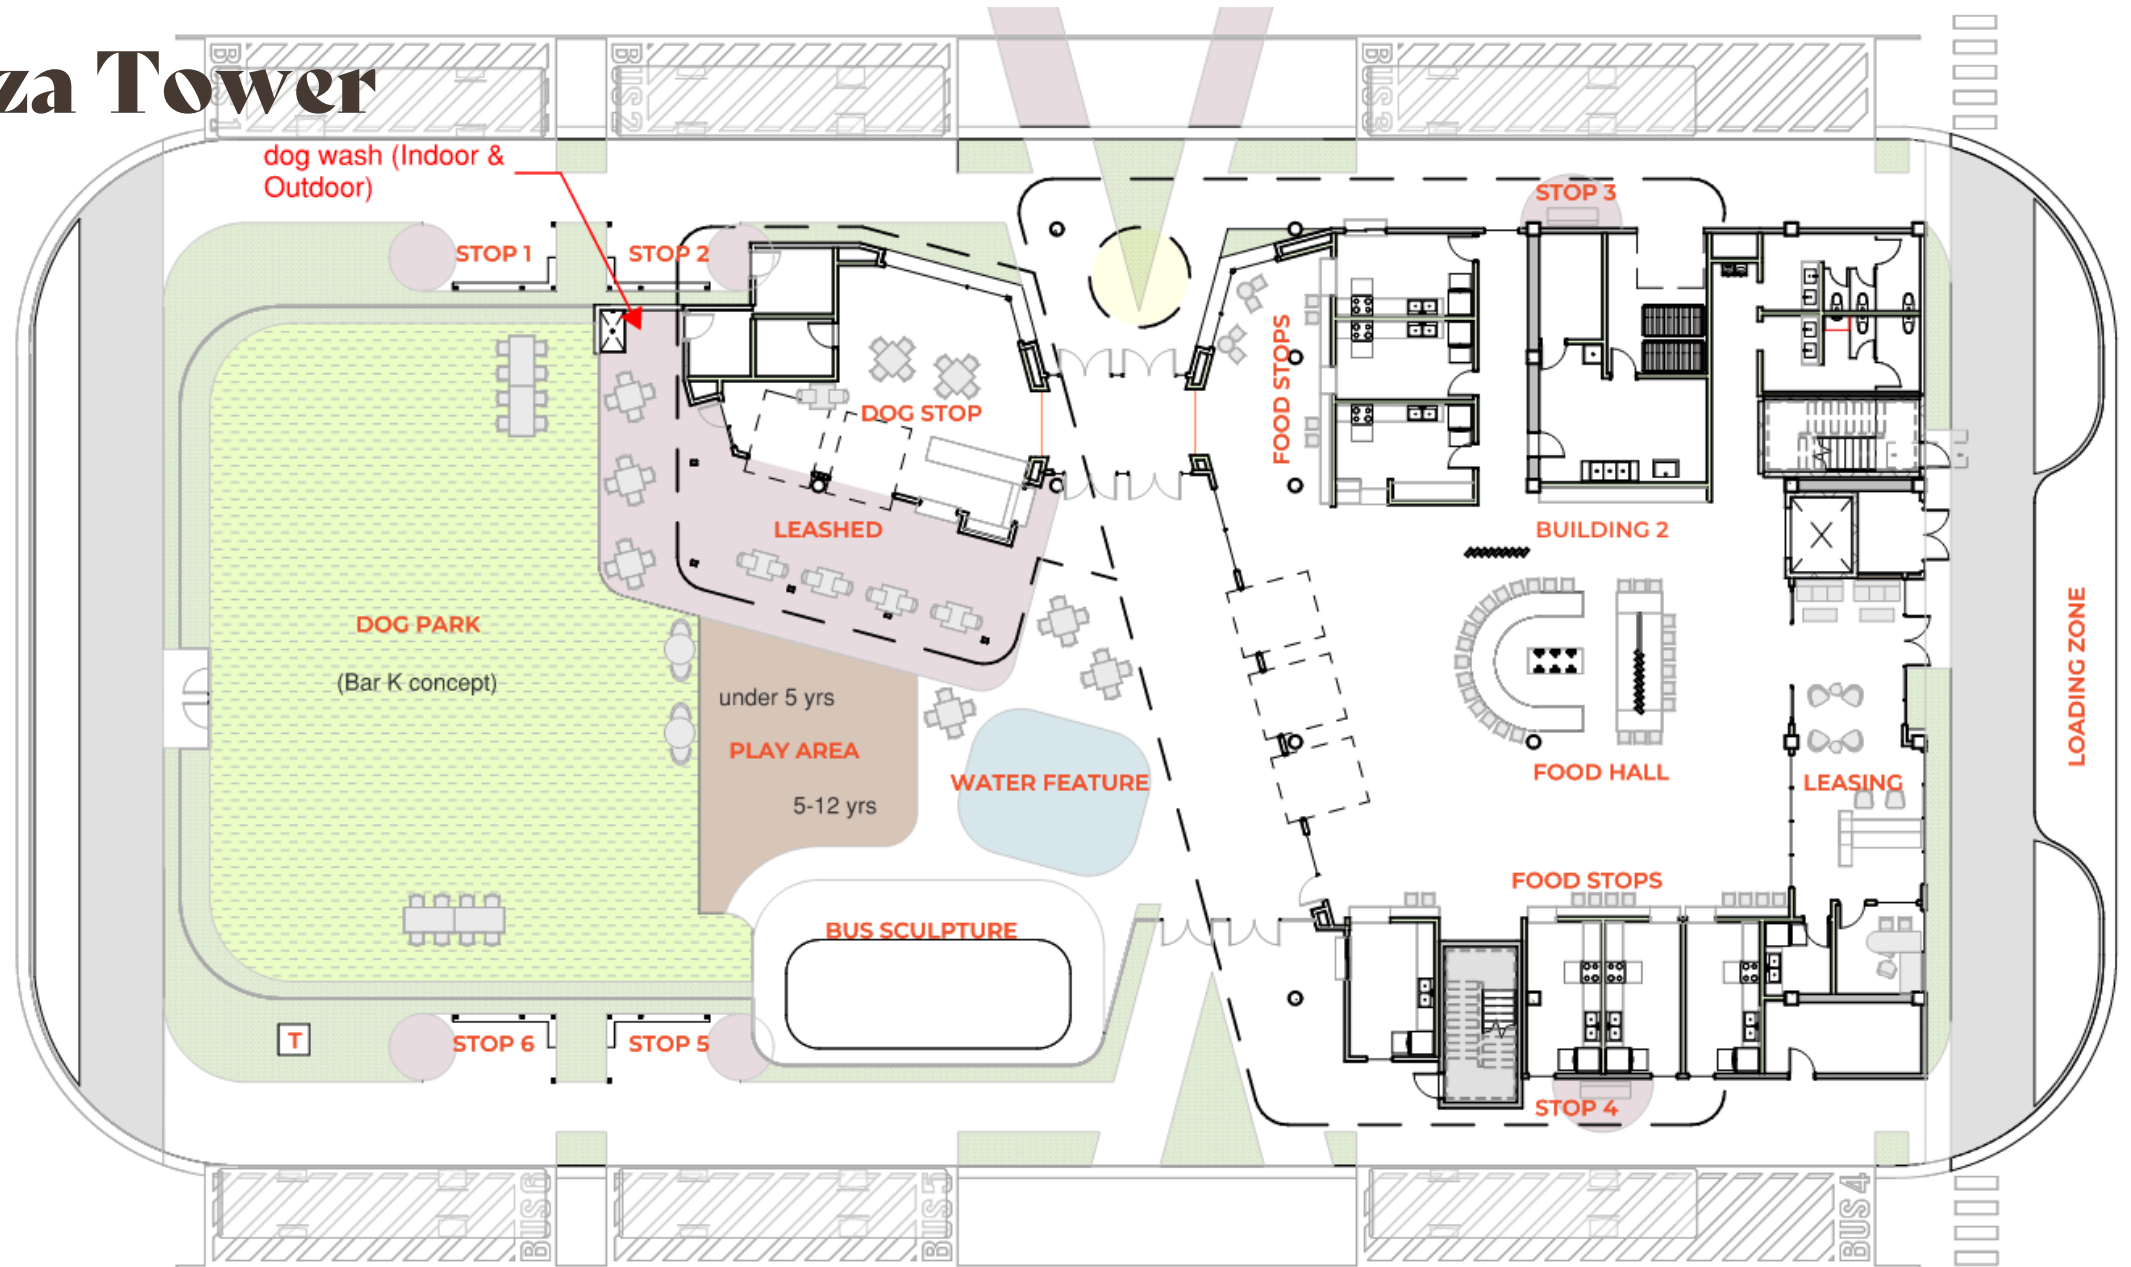 za Tower
BUS 1
BUS 2
BUS 3
dog wash (Indoor &
Outdoor)
STOP 1
STOP 2
STOP 3
DOG STOP
FOOD STOPS
LEASHED
BUILDING 2
DOG PARK
(Bar K concept)
under 5 yrs
PLAY AREA
5-12 yrs
WATER FEATURE
FOOD HALL
LEASING
LOADING ZONE
FOOD STOPS
BUS SCULPTURE
T
STOP 6
STOP 5
STOP 4
BUS 6
BUS 5
BUS 4